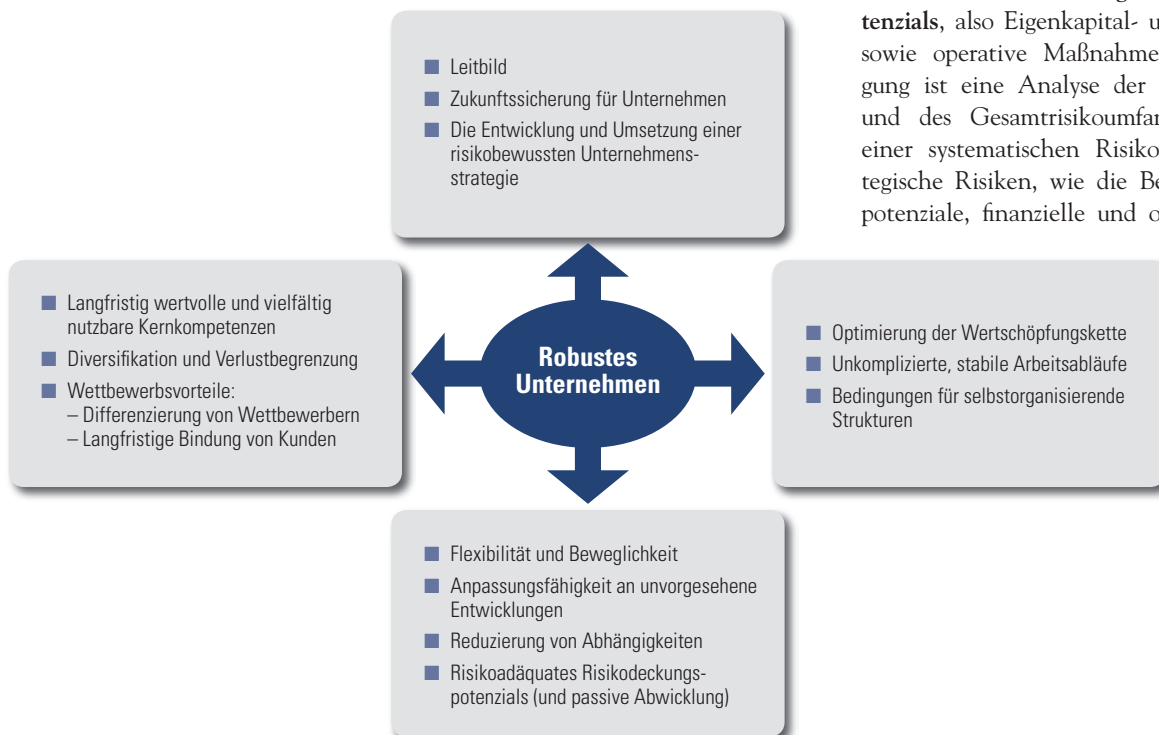 Leitbild
Zukunftssicherung für Unternehmen
Die Entwicklung und Umsetzung einer
risikobewussten Unternehmens-
strategie
tenzials, also Eigenkapital- u
sowie operative Maßnahme
gung ist eine Analyse der
und des Gesamtrisikoumfan
einer systematischen Risiko
tegische Risiken, wie die Be
potenziale, finanzielle und o
Langfristig wertvolle und vielfältig
nutzbare Kernkompetenzen
Diversifikation und Verlustbegrenzung
Wettbewerbsvorteile:
– Differenzierung von Wettbewerbern
– Langfristige Bindung von Kunden
Robustes
Unternehmen
Optimierung der Wertschöpfungskette
Unkomplizierte, stabile Arbeitsabläufe
Bedingungen für selbstorganisierende
Strukturen
Flexibilität und Beweglichkeit
Anpassungsfähigkeit an unvorgesehene
Entwicklungen
Reduzierung von Abhängigkeiten
Risikoadäquates Risikodeckungs-
potenzials (und passive Abwicklung)